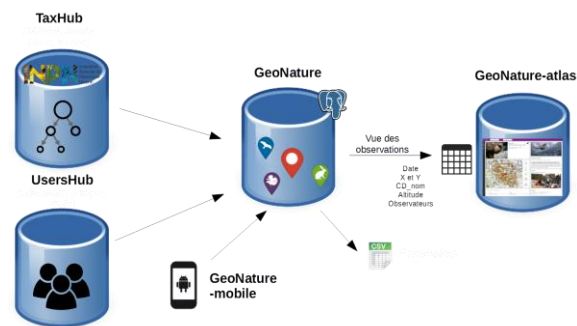 TaxHub
GeoNature
GeoNature-atlas
UsersHub
Vue des
observations
Date
X et Y
CD_nom
Altitude
Observateurs
GeoNature
-mobile
CSV